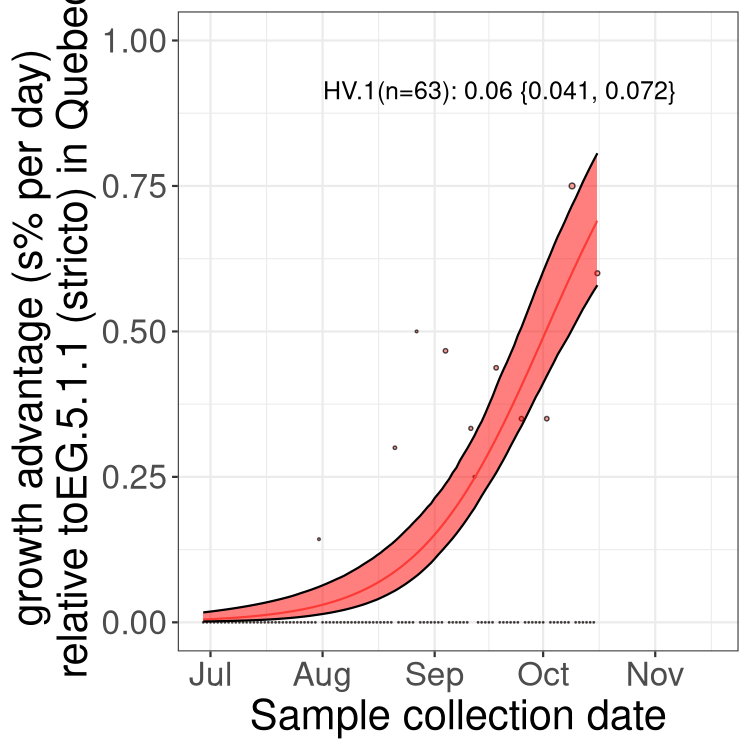 growth advantage (s% per day)
relative toEG.5.1.1 (stricto) in Quebec
1.00
0.75
0.50
0.25
0.00
HV.1(n=63): 0.06 {0.041, 0.072}
Jul Aug Sep Oct Nov
Sample collection date